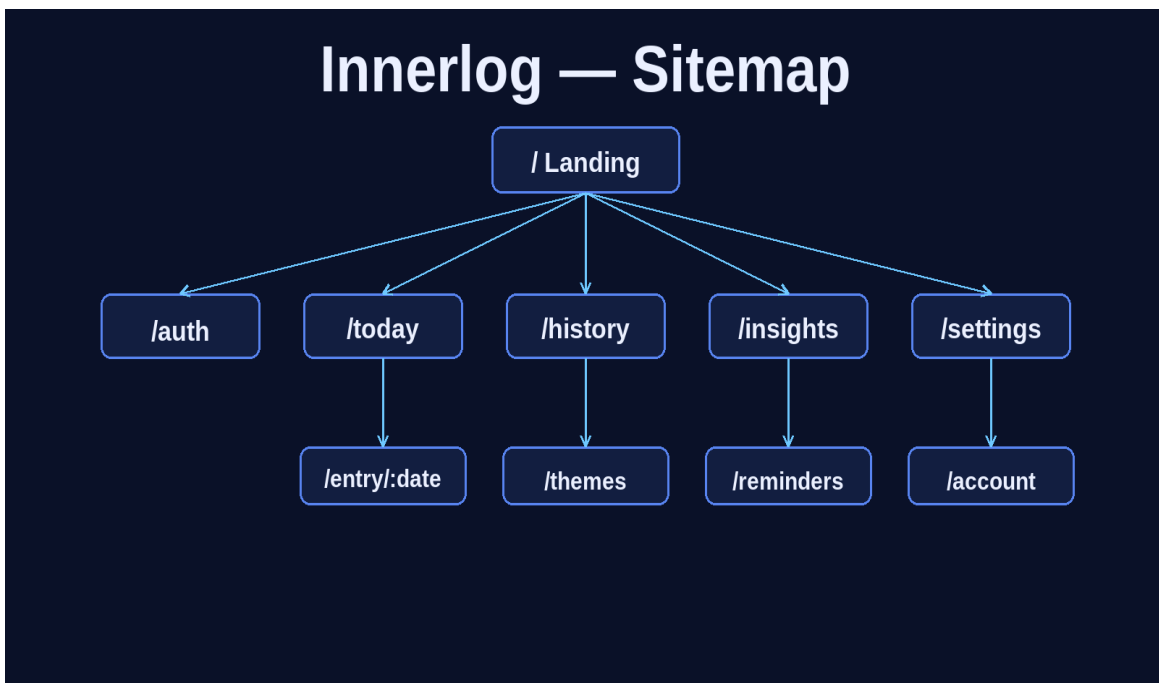 Innerlog — Sitemap
/ Landing
/auth
/today
/history
/insights
/settings
/entry/:date
/themes
/reminders
/account